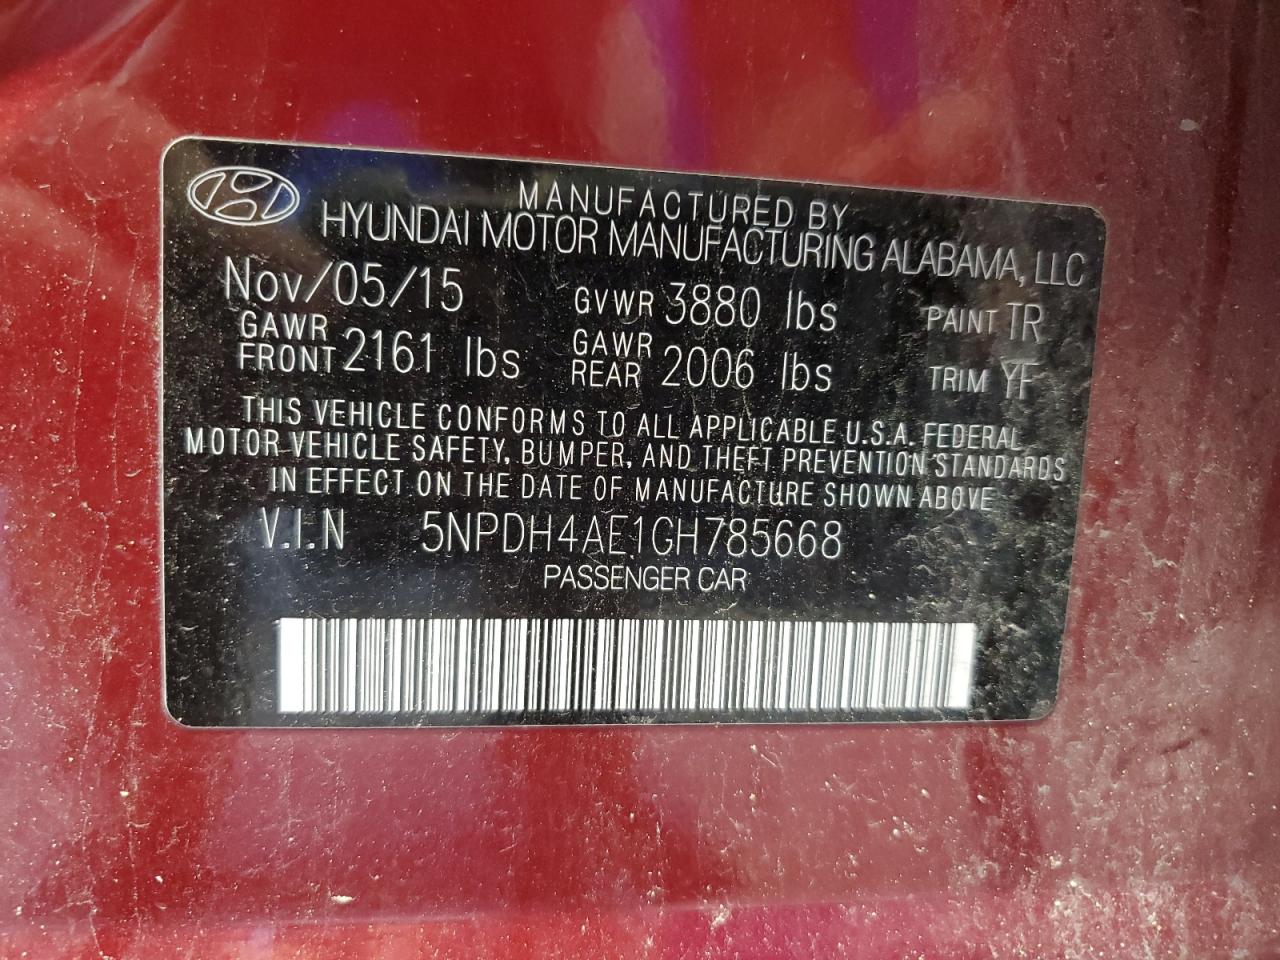 MANUFACTURED BY
HYUNDAI MOTOR MANUFACTURING ALABAMA, LLC
Nov/05/15 GVWR 3880 lbs PAINT TR
GAWR FRONT 2161 lbs GAWR REAR 2006 lbs TRIM YF
THIS VEHICLE CONFORMS TO ALL APPLICABLE U.S.A. FEDERAL
MOTOR VEHICLE SAFETY, BUMPER, AND THEFT PREVENTION STANDARDS
IN EFFECT ON THE DATE OF MANUFACTURE SHOWN ABOVE
V.I.N 5NPDH4AE1GH785668
PASSENGER CAR